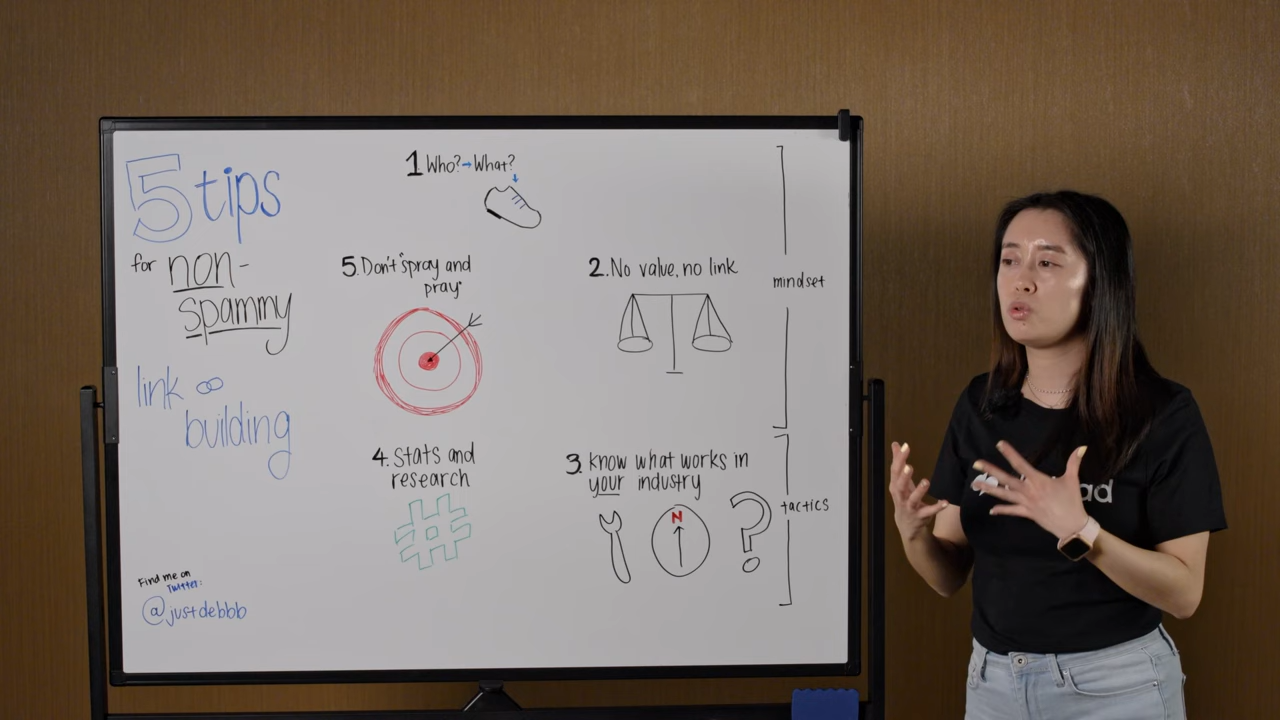 5 tips
for non-
spammy
link
building
Find me on
Twitter:
@justdebbb
1 Who?→What?
2. No value, no link
3. Know what works in
your industry
N
?
4. Stats and
research
#
5. Don't "spray and
pray"
mindset
tactics